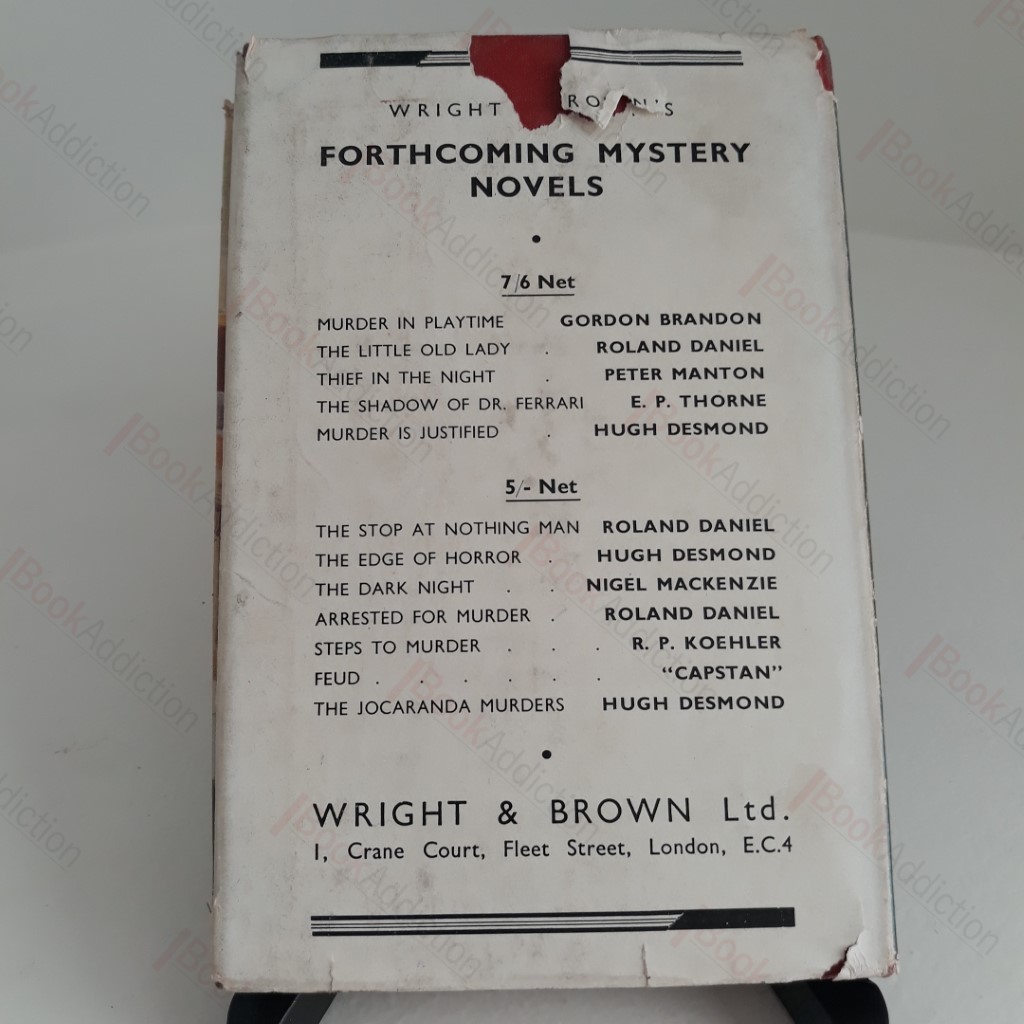 WRIGHT
FORTHCOMING MYSTERY
NOVELS
7/6 Net
MURDER IN PLAYTIME GORDON BRANDON
THE LITTLE OLD LADY . ROLAND DANIEL
THIEF IN THE NIGHT . PETER MANTON
THE SHADOW OF DR. FERRARI E. P. THORNE
MURDER IS JUSTIFIED . HUGH DESMOND
5/- Net
THE STOP AT NOTHING MAN ROLAND DANIEL
THE EDGE OF HORROR . HUGH DESMOND
THE DARK NIGHT . . NIGEL MACKENZIE
ARRESTED FOR MURDER . ROLAND DANIEL
STEPS TO MURDER . . . R. P. KOEHLER
FEUD . . . . . . “CAPSTAN”
THE JOCARANDA MURDERS HUGH DESMOND
WRIGHT & BROWN Ltd.
1, Crane Court, Fleet Street, London, E.C.4
BookAddiction